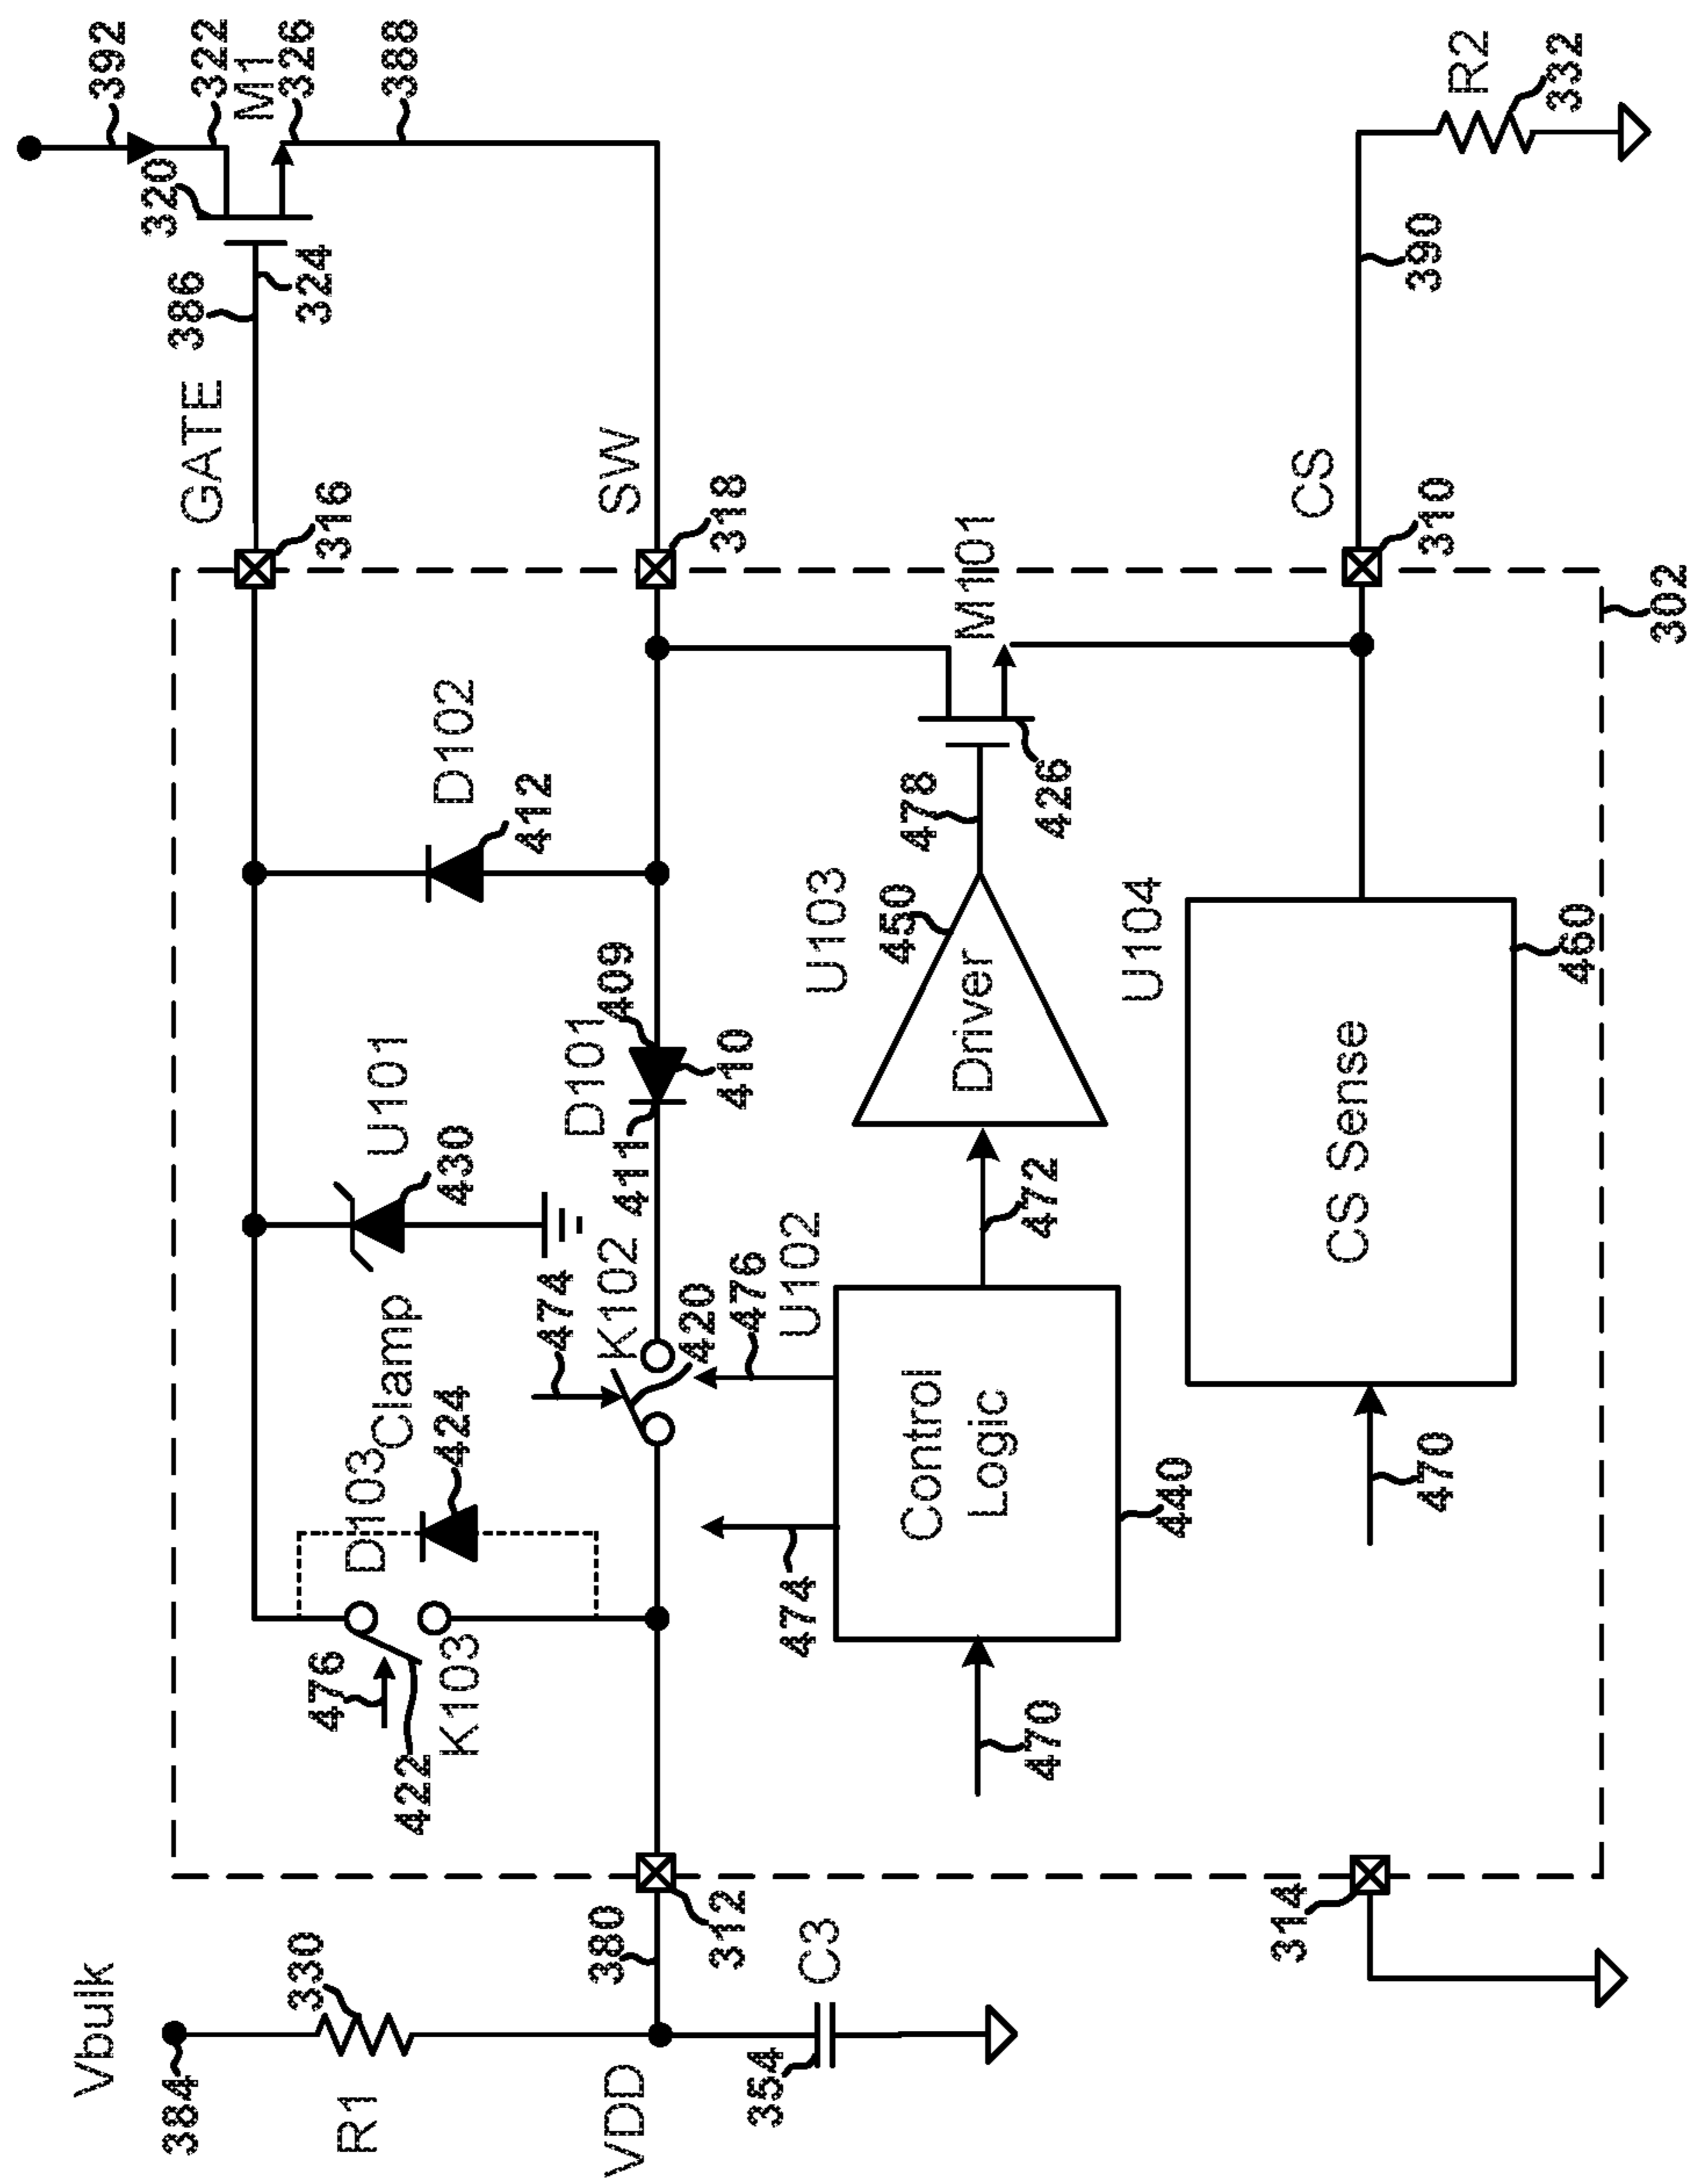 Vbulk
384
R1
330
VDD
380
312
C3
354
314
476
422
K103
D103
Clamp
424
U101
430
474
K102
420
476
U102
474
Control
Logic
440
470
472
D101
409
410
411
D102
412
U103
450
Driver
478
M101
426
U104
CS Sense
460
470
302
GATE
316
386
324
320
392
322
M1
326
388
SW
318
CS
310
390
R2
332